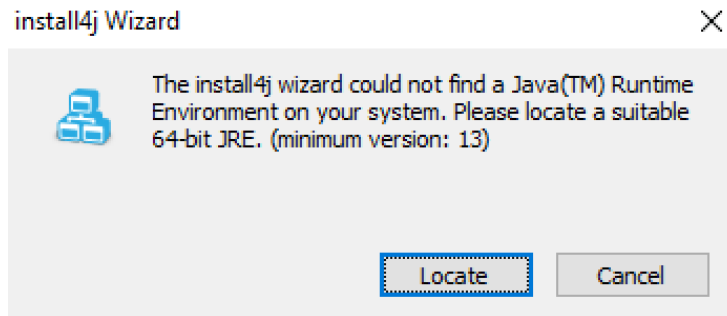 install4j Wizard
The install4j wizard could not find a Java(TM) Runtime
Environment on your system. Please locate a suitable
64-bit JRE. (minimum version: 13)
Locate
Cancel